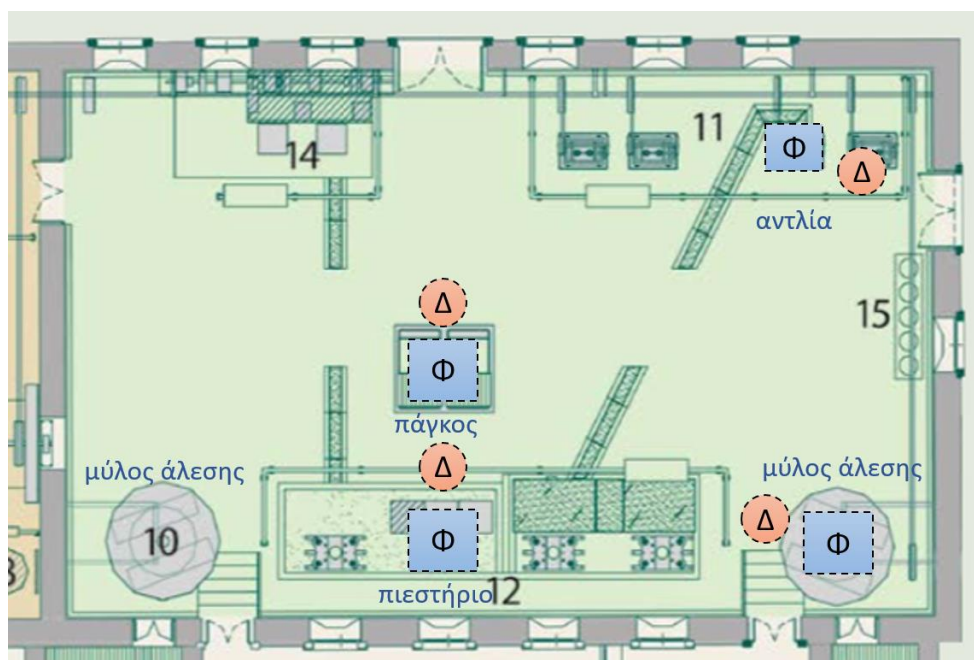 11
Φ
14
Δ
αντλία
15
Δ
Φ
πάγκος
Δ
μύλος άλεσης
μύλος άλεσης
10
Φ
Δ
Φ
πιεστήριο
12